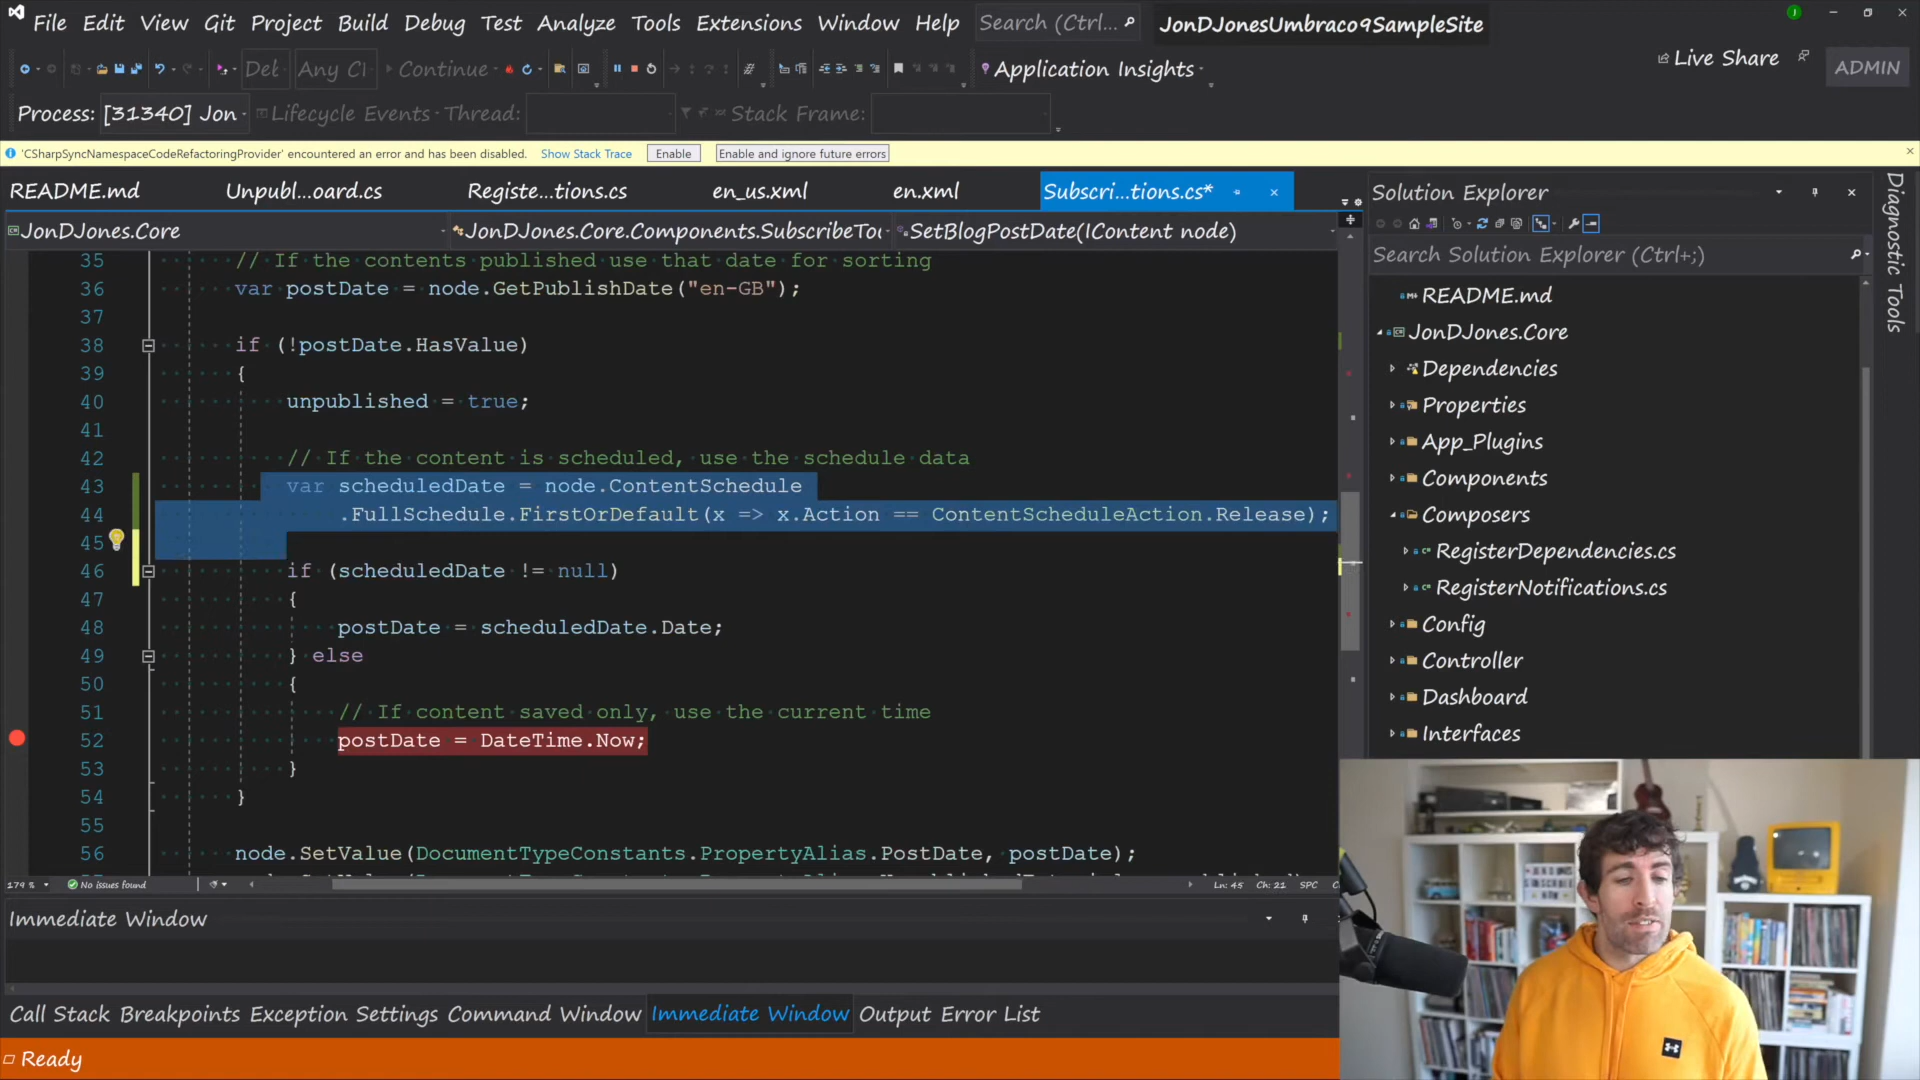 File Edit View Git Project Build Debug Test Analyze Tools Extensions Window Help Search (Ctrl... JonDJonesUmbraco9SampleSite
Any C Continue Application Insights Live Share ADMIN
Process: [31340] Jon Lifecycle Events Thread: Stack Frame:
'CSharpSyncNamespaceCodeRefactoringProvider' encountered an error and has been disabled. Show Stack Trace Enable Enable and ignore future errors
README.md Unpubl...oard.cs Registe...tions.cs en_us.xml en.xml Subscri...tions.cs*
JonDJones.Core JonDJones.Core.Components.SubscribeTo SetBlogPostDate(IContent node)
35 // If the contents published use that date for sorting
36 var postDate = node.GetPublishDate("en-GB");
37
38 if (!postDate.HasValue)
39 {
40 unpublished = true;
41
42 // If the content is scheduled, use the schedule data
43 var scheduledDate = node.ContentSchedule
44 .FullSchedule.FirstOrDefault(x => x.Action == ContentScheduleAction.Release);
45
46 if (scheduledDate != null)
47 {
48 postDate = scheduledDate.Date;
49 } else
50 {
51 // If content saved only, use the current time
52 postDate = DateTime.Now;
53 }
54 }
55
56 node.SetValue(DocumentTypeConstants.PropertyAlias.PostDate, postDate);
179 % No issues found Ln: 45 Ch: 21 SPC
Immediate Window
Call Stack Breakpoints Exception Settings Command Window Immediate Window Output Error List
Ready
Solution Explorer
Search Solution Explorer (Ctrl+;)
README.md
JonDJones.Core
Dependencies
Properties
App_Plugins
Components
Composers
RegisterDependencies.cs
RegisterNotifications.cs
Config
Controller
Dashboard
Interfaces
Diagnostic Tools